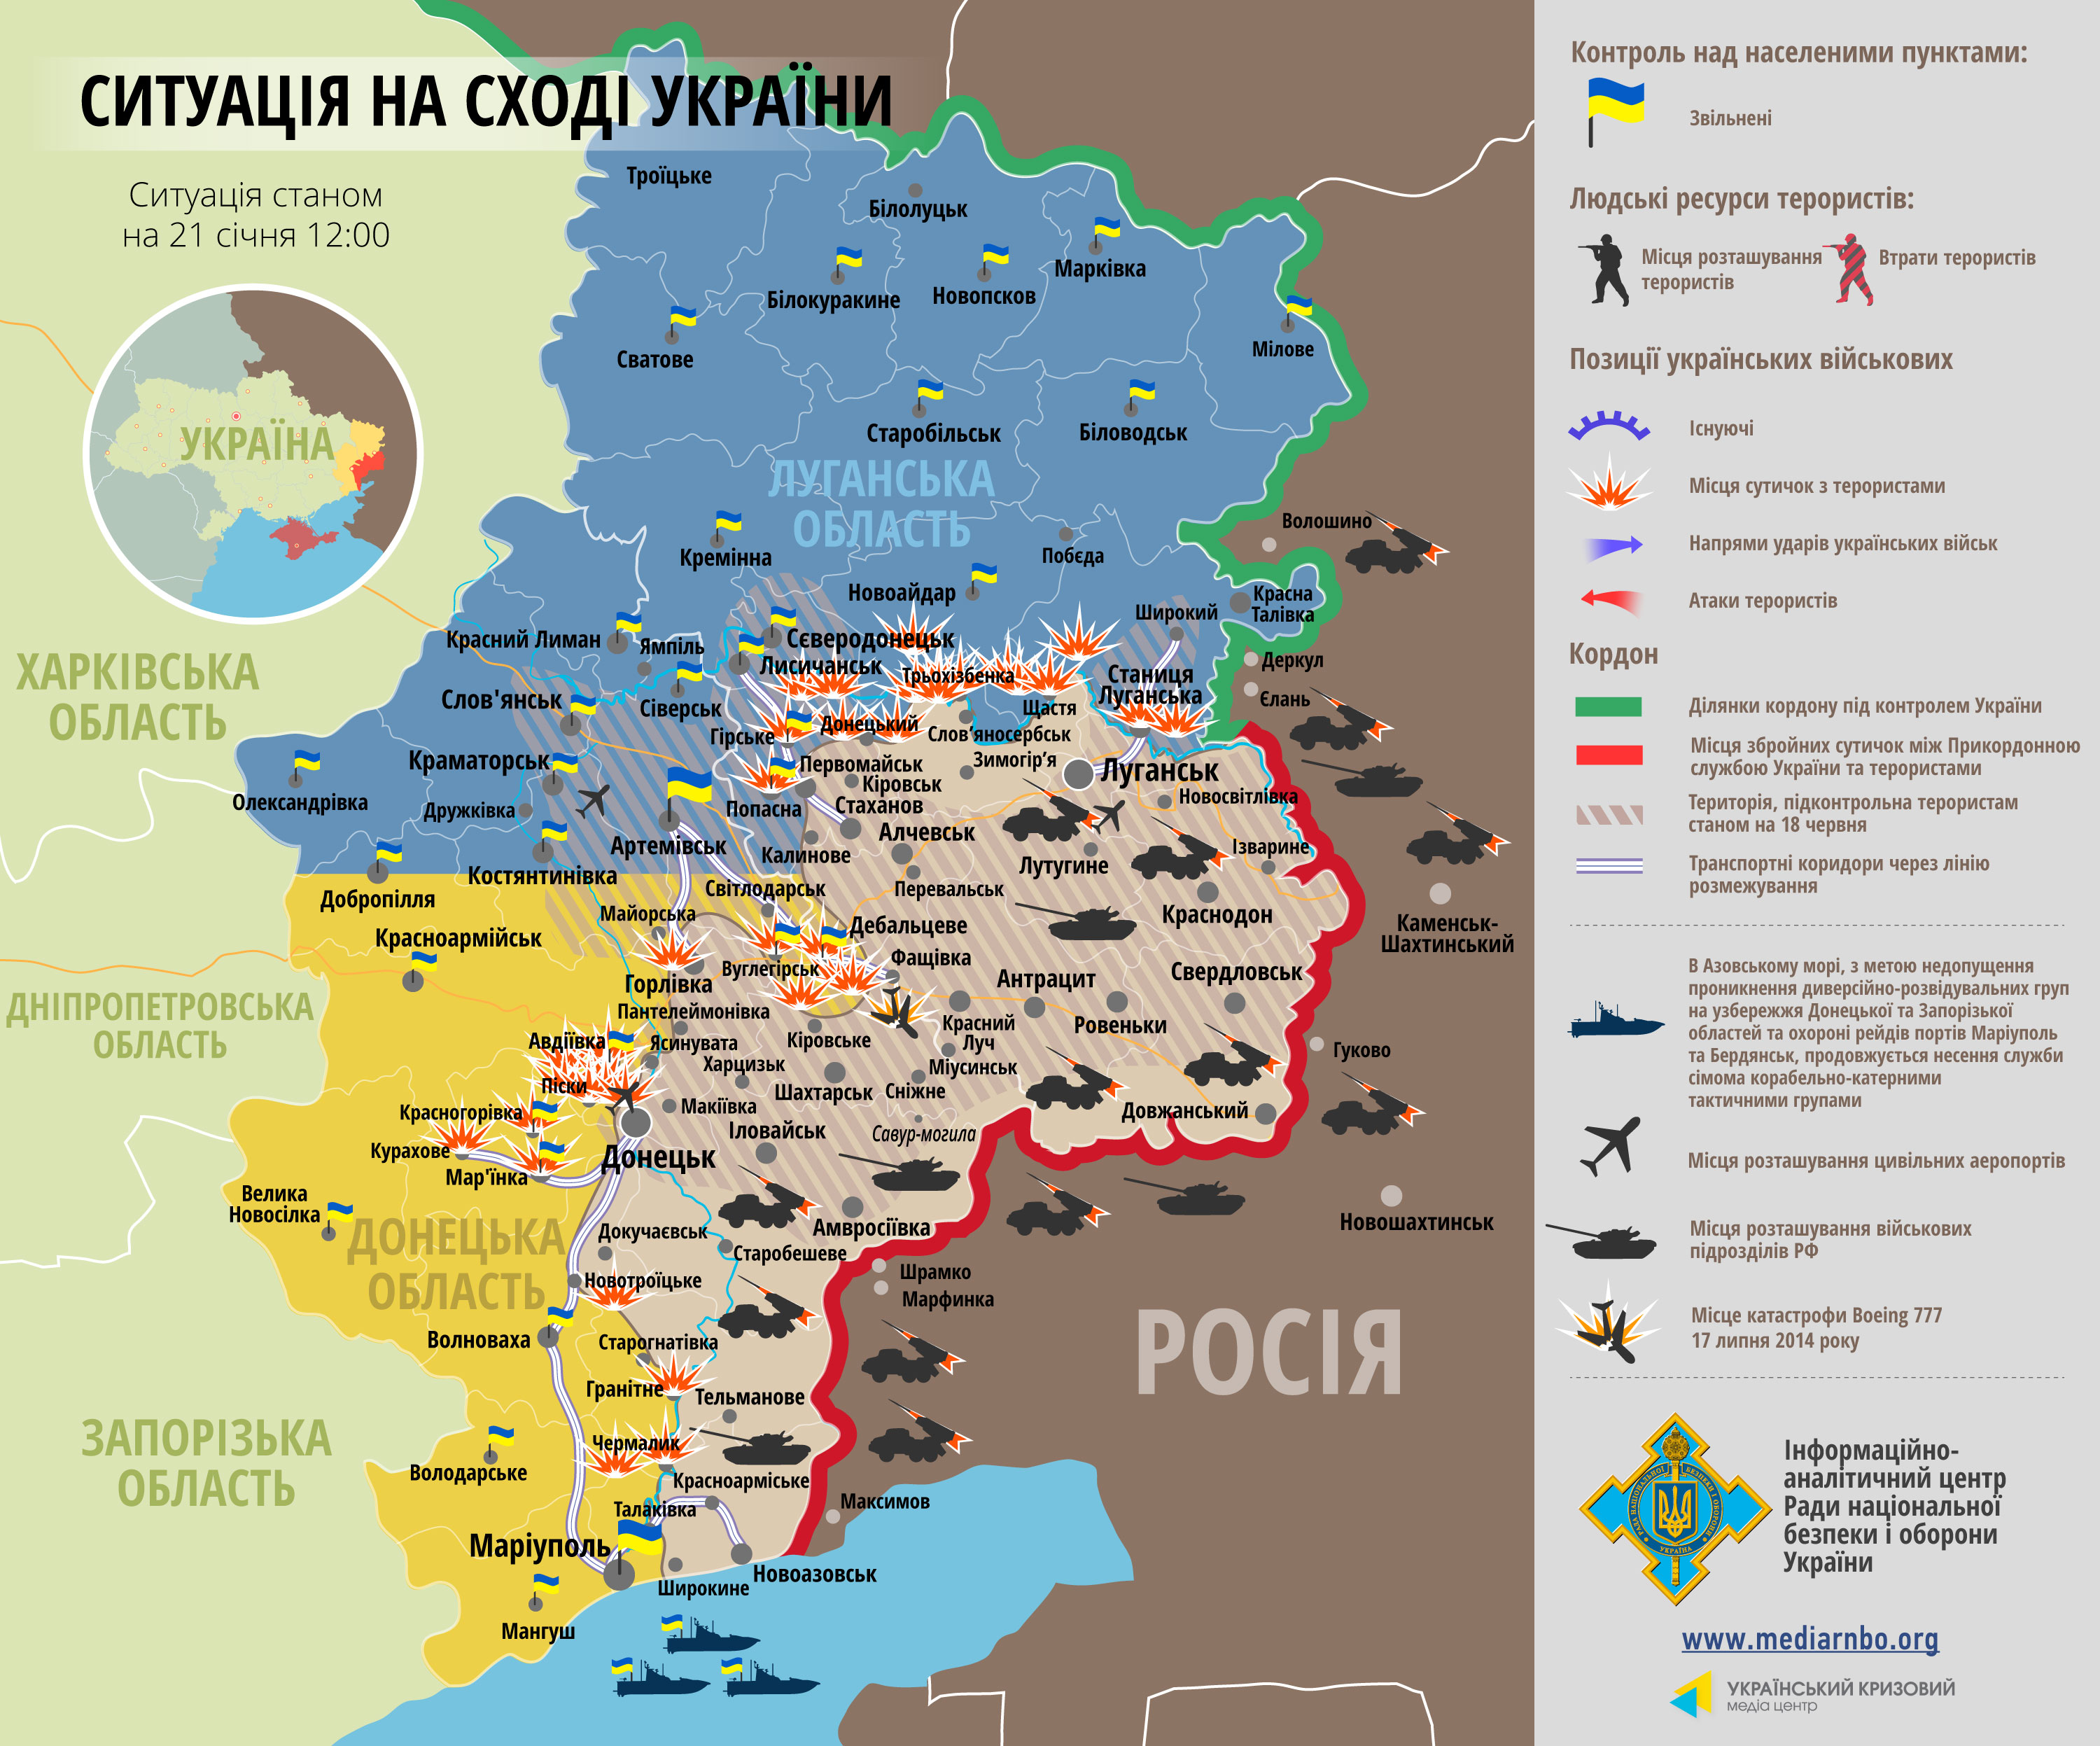 СИТУАЦІЯ НА СХОДІ УКРАЇНИ
Ситуація станом
на 21 січня 12:00
УКРАЇНА
ХАРКІВСЬКА
ОБЛАСТЬ
ДНІПРОПЕТРОВСЬКА
ОБЛАСТЬ
ЗАПОРІЗЬКА
ОБЛАСТЬ
ЛУГАНСЬКА
ОБЛАСТЬ
ДОНЕЦЬКА
ОБЛАСТЬ
РОСІЯ
Троїцьке
Білолуцьк
Марківка
Білокуракине
Новопсков
Сватове
Мілове
Старобільськ
Біловодськ
Волошино
Кремінна
Побєда
Новоайдар
Красна
Талівка
Широкий
Красний Лиман
Ямпіль
Сєверодонецьк
Лисичанськ
Трьохізбенка
Станиця
Луганська
Деркул
Єлань
Слов'янськ
Сіверськ
Щастя
Гірське
Донецький
Слов'яносербськ
Зимогір'я
Краматорськ
Первомайськ
Кіровськ
Стаханов
Луганськ
Новосвітлівка
Олександрівка
Дружківка
Попасна
Артемівськ
Калинове
Алчевськ
Лутугине
Ізварине
Костянтинівка
Світлодарськ
Перевальськ
Добропілля
Майорська
Дебальцеве
Краснодон
Каменськ-
Шахтинський
Красноармійськ
Вуглегірськ
Фащівка
Горлівка
Антрацит
Свердловськ
Пантелеймонівка
Красний
Луч
Ровеньки
Авдіївка
Ясинувата
Кіровське
Гуково
Харцизьк
Міусинськ
Піски
Шахтарськ
Сніжне
Красногорівка
Макіївка
Довжанський
Іловайськ
Савур-могила
Курахове
Донецьк
Мар'їнка
Велика
Новосілка
Амвросіївка
Новошахтинськ
Докучаєвськ
Старобешеве
Шрамко
Новотроїцьке
Марфинка
Волноваха
Старогнатівка
Гранітне
Тельманове
Чермалик
Володарське
Красноарміське
Талаківка
Максимов
Маріуполь
Широкине
Новоазовськ
Мангуш
Контроль над населеними пунктами:
Звільнені
Людські ресурси терористів:
Місця розташування
терористів
Втрати терористів
Позиції українських військових
Існуючі
Місця сутичок з терористами
Напрями ударів українських військ
Атаки терористів
Кордон
Ділянки кордону під контролем України
Місця збройних сутичок між Прикордонною
службою України та терористами
Територія, підконтрольна терористам
станом на 18 червня
Транспортні коридори через лінію
розмежування
В Азовському морі, з метою недопущення
проникнення диверсійно-розвідувальних груп
на узбережжя Донецької та Запорізької
областей та охороні рейдів портів Маріуполь
та Бердянськ, продовжується несення служби
сімома корабельно-катерними
тактичними групами
Місця розташування цивільних аеропортів
Місця розташування військових
підрозділів РФ
Місце катастрофи Boeing 777
17 липня 2014 року
Інформаційно-
аналітичний центр
Ради національної
безпеки і оборони
України
www.mediarnbo.org
УКРАЇНСЬКИЙ КРИЗОВИЙ
медіа центр